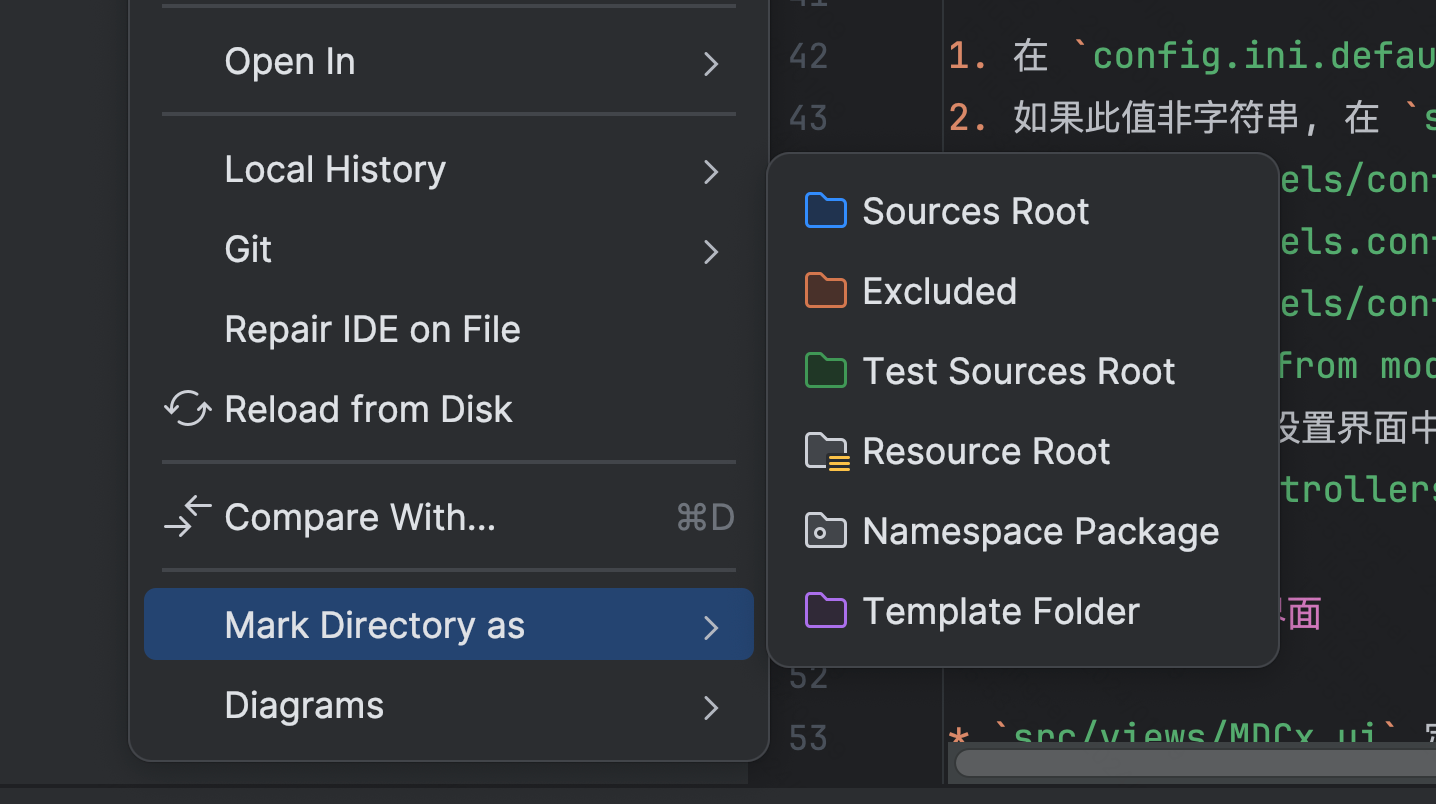 Open In
Local History
Git
Repair IDE on File
Reload from Disk
Compare With... ⌘D
Mark Directory as
Diagrams
Sources Root
Excluded
Test Sources Root
Resource Root
Namespace Package
Template Folder
42 1. 在 `config.ini.defau
43 2. 如果此值非字符串, 在 `s
els/con
els.con
els/con
from mod
设置界面中
trollers
界面
52
53 * `src/views/MDCx.ui`